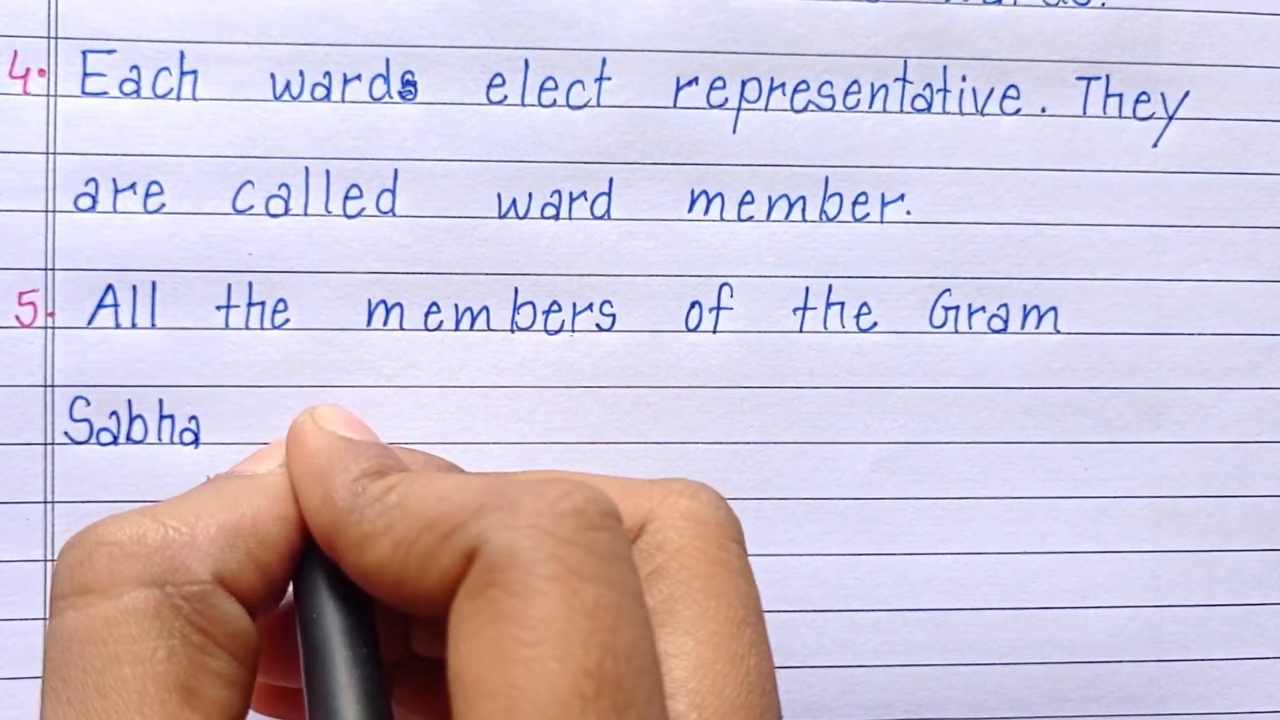 4. Each wards elect representative. They
are called ward member.
5. All the members of the Gram
Sabha